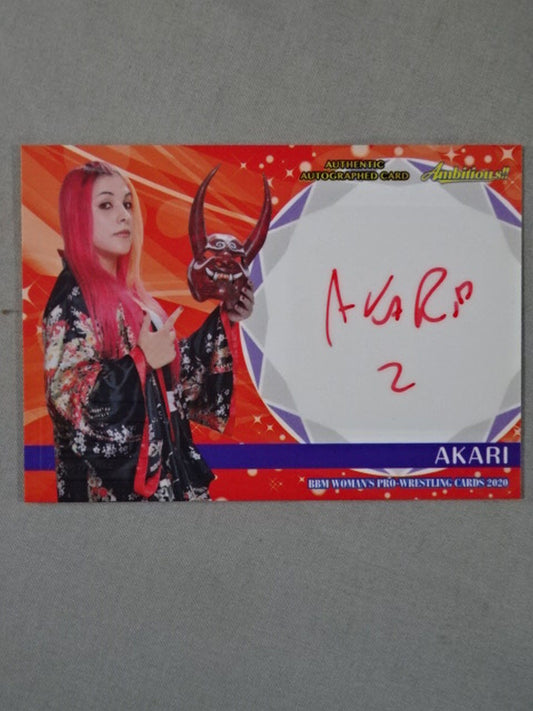 AUTHENTIC
AUTOGRAPHED CARD
Ambitious!!
AKARI
2
AKARI
BBM WOMAN'S PRO-WRESTLING CARDS 2020